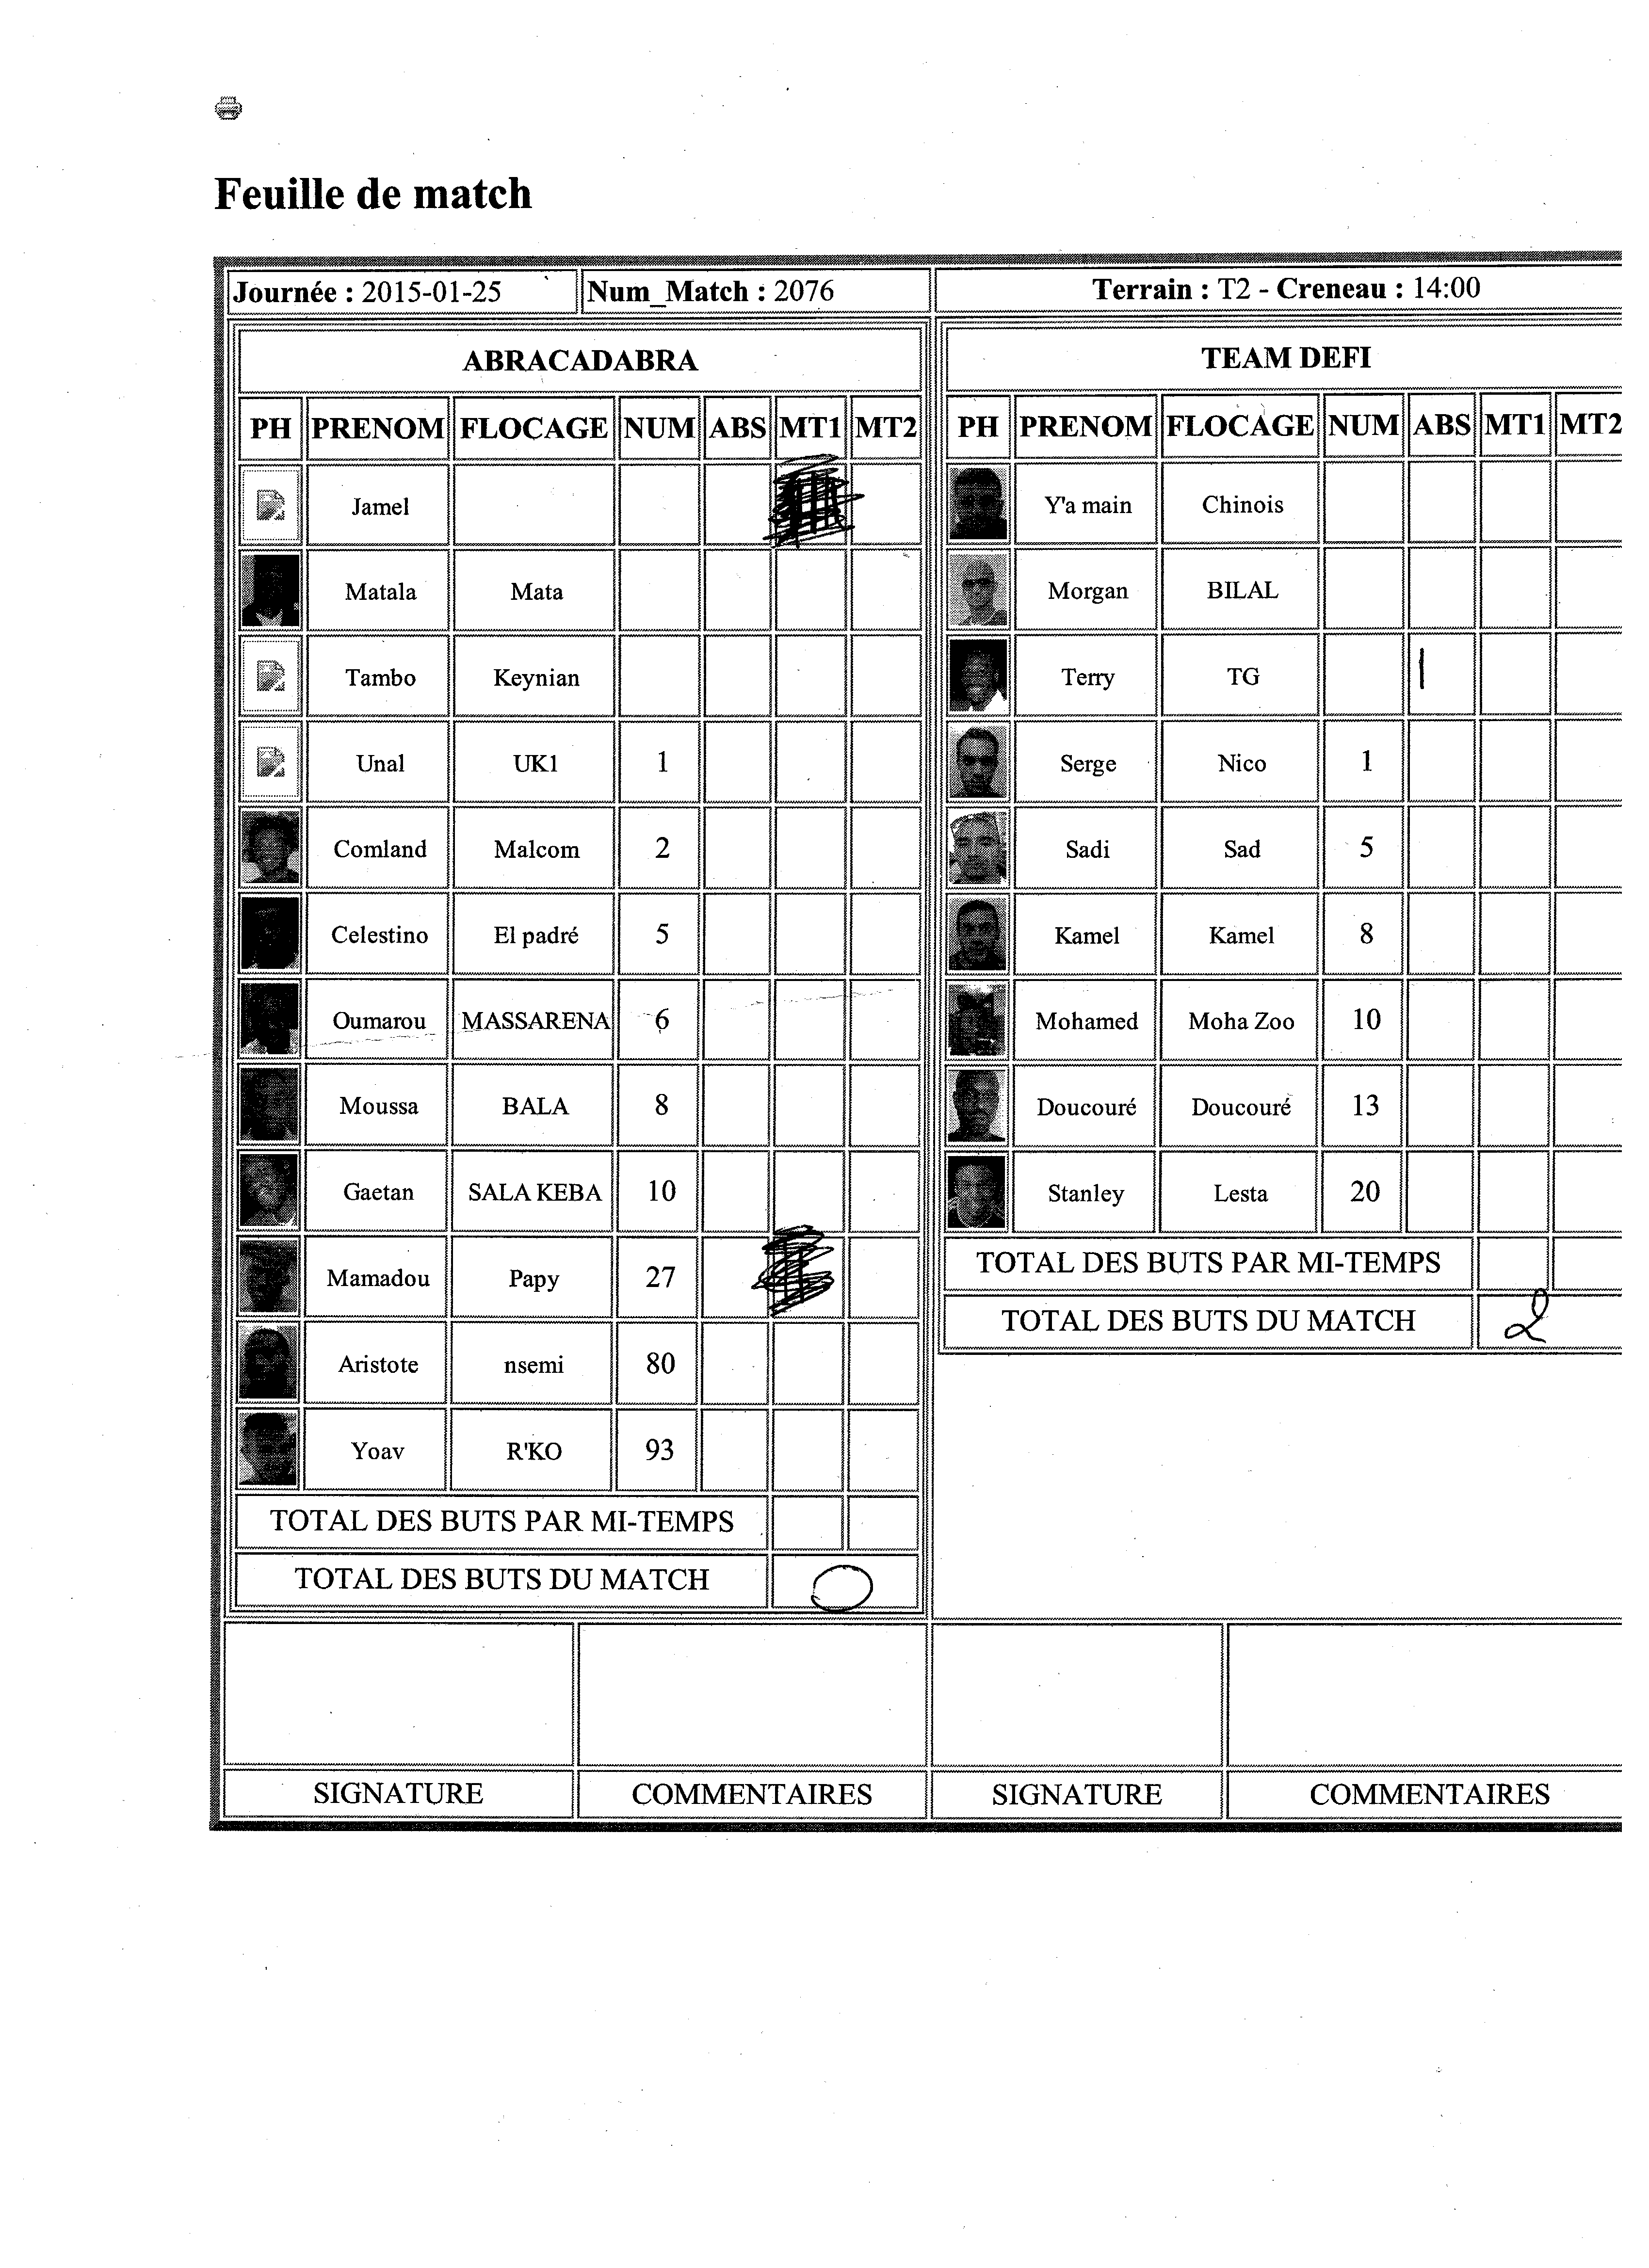 Feuille de match
Journée : 2015-01-25 Num_Match : 2076 Terrain : T2 - Creneau : 14:00
ABRACADABRA
PH PRENOM FLOCAGE NUM ABS MT1 MT2
Jamel
Matala Mata
Tambo Keynian
Unal UK1 1
Comland Malcom 2
Celestino El padré 5
Oumarou MASSARENA 6
Moussa BALA 8
Gaetan SALA KEBA 10
Mamadou Papy 27
Aristote nsemi 80
Yoav R'KO 93
TOTAL DES BUTS PAR MI-TEMPS
TOTAL DES BUTS DU MATCH 0
TEAM DEFI
PH PRENOM FLOCAGE NUM ABS MT1 MT2
Y'a main Chinois
Morgan BILAL
Terry TG |
Serge Nico 1
Sadi Sad 5
Kamel Kamel 8
Mohamed Moha Zoo 10
Doucouré Doucouré 13
Stanley Lesta 20
TOTAL DES BUTS PAR MI-TEMPS
TOTAL DES BUTS DU MATCH 2
SIGNATURE COMMENTAIRES SIGNATURE COMMENTAIRES